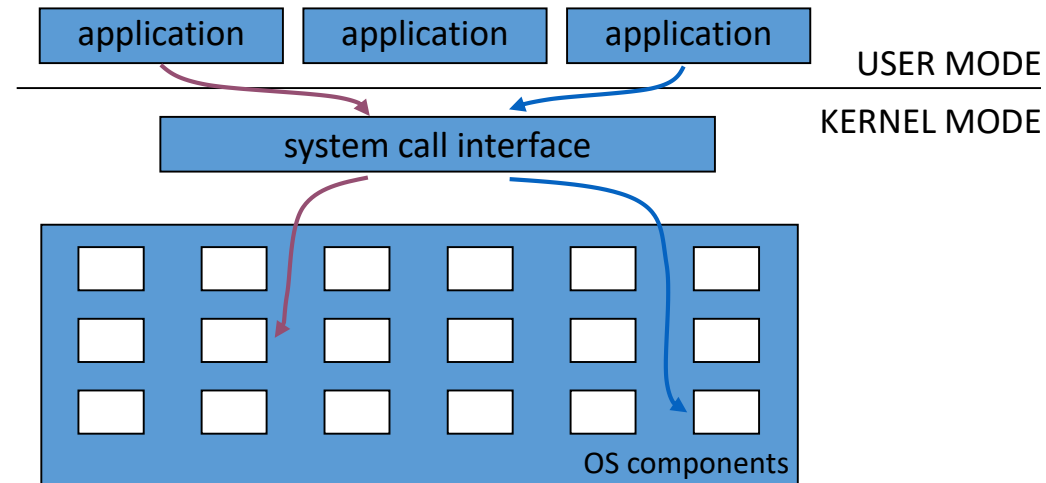 application
application
application
USER MODE
KERNEL MODE
system call interface
OS components